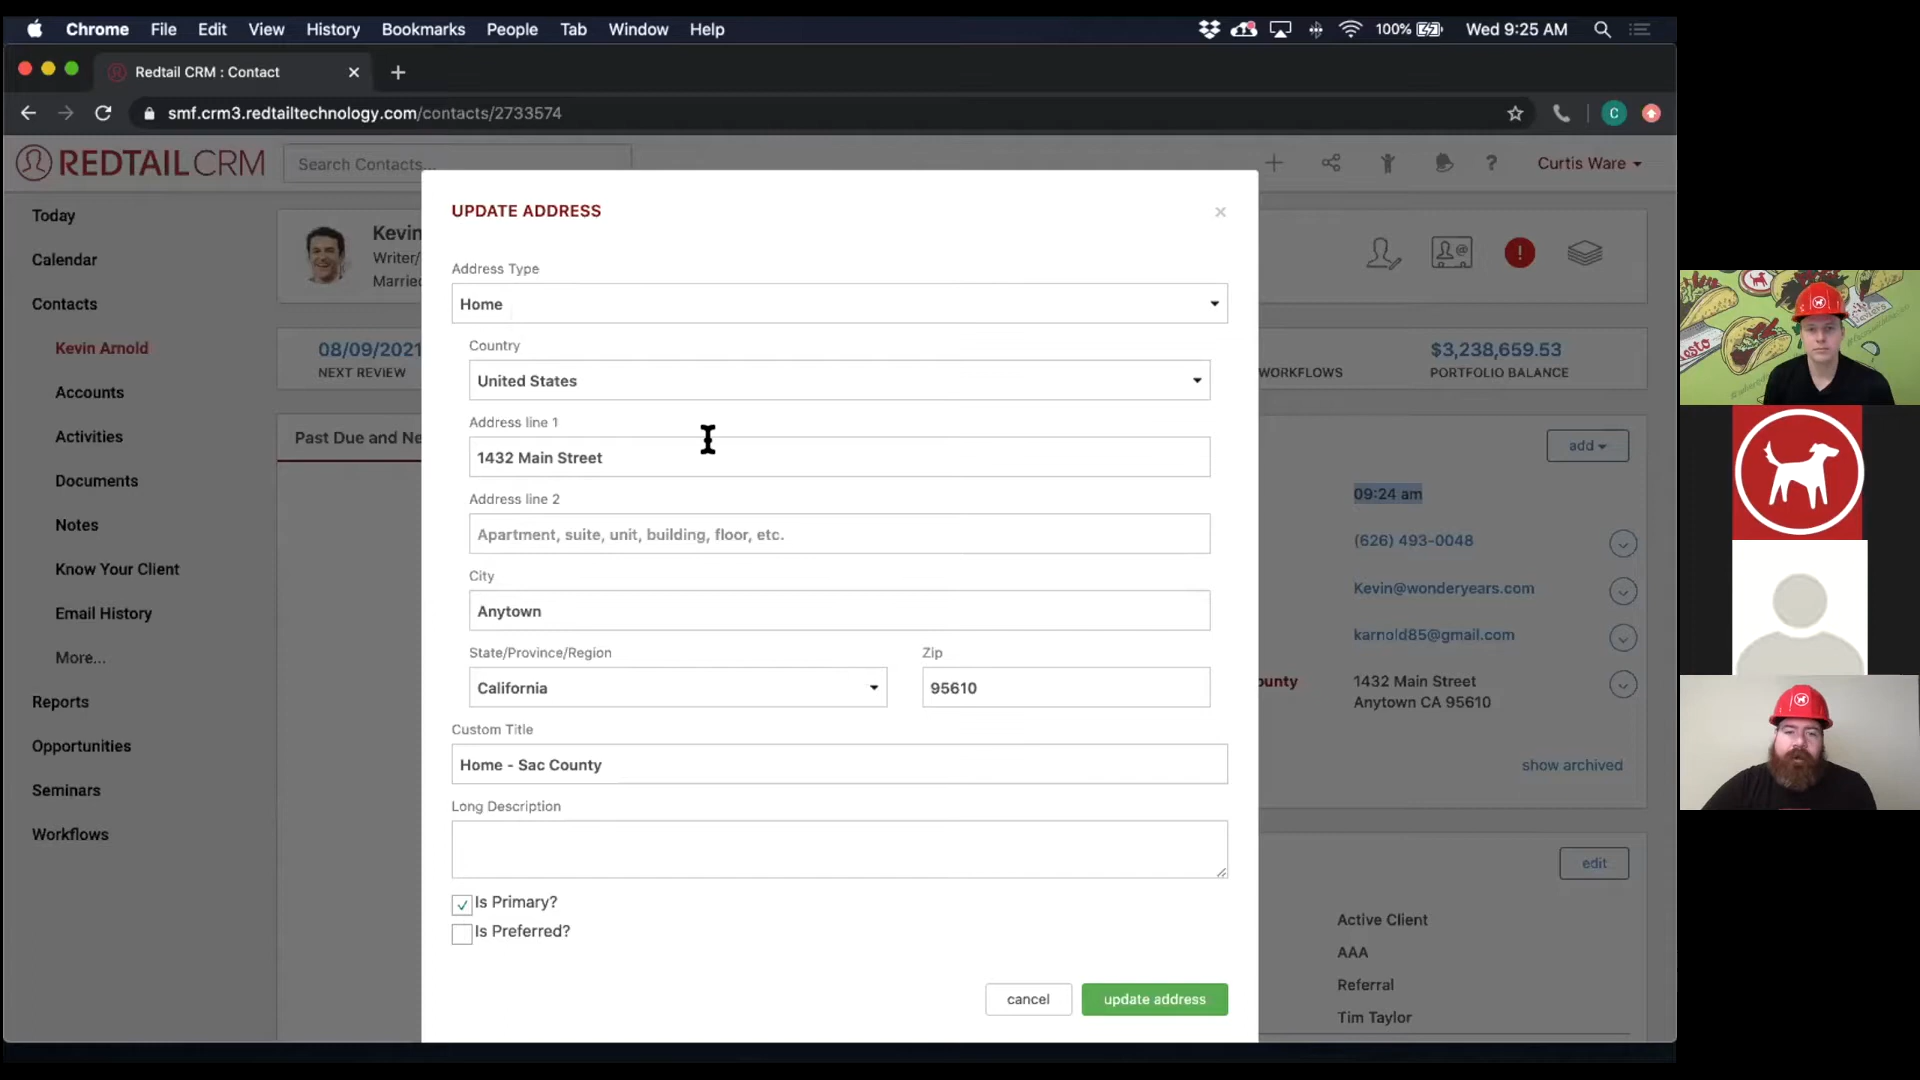 Chrome File Edit View History Bookmarks People Tab Window Help 100% Wed 9:25 AM
Redtail CRM : Contact
smf.crm3.redtailtechnology.com/contacts/2733574 C
REDTAILCRM Search Contacts... ? Curtis Ware
Today
Calendar
Contacts
Kevin Arnold
Accounts
Activities
Documents
Notes
Know Your Client
Email History
More...
Reports
Opportunities
Seminars
Workflows
Kevin
Writer/
Married
08/09/2021
NEXT REVIEW
Past Due and Ne
UPDATE ADDRESS ×
Address Type
Home
Country
United States
Address line 1
1432 Main Street
Address line 2
Apartment, suite, unit, building, floor, etc.
City
Anytown
State/Province/Region Zip
California 95610
Custom Title
Home - Sac County
Long Description
Is Primary?
Is Preferred?
cancel update address
!
WORKFLOWS
$3,238,659.53
PORTFOLIO BALANCE
add
09:24 am
(626) 493-0048
Kevin@wonderyears.com
karnold85@gmail.com
ounty 1432 Main Street
Anytown CA 95610
show archived
edit
Active Client
AAA
Referral
Tim Taylor